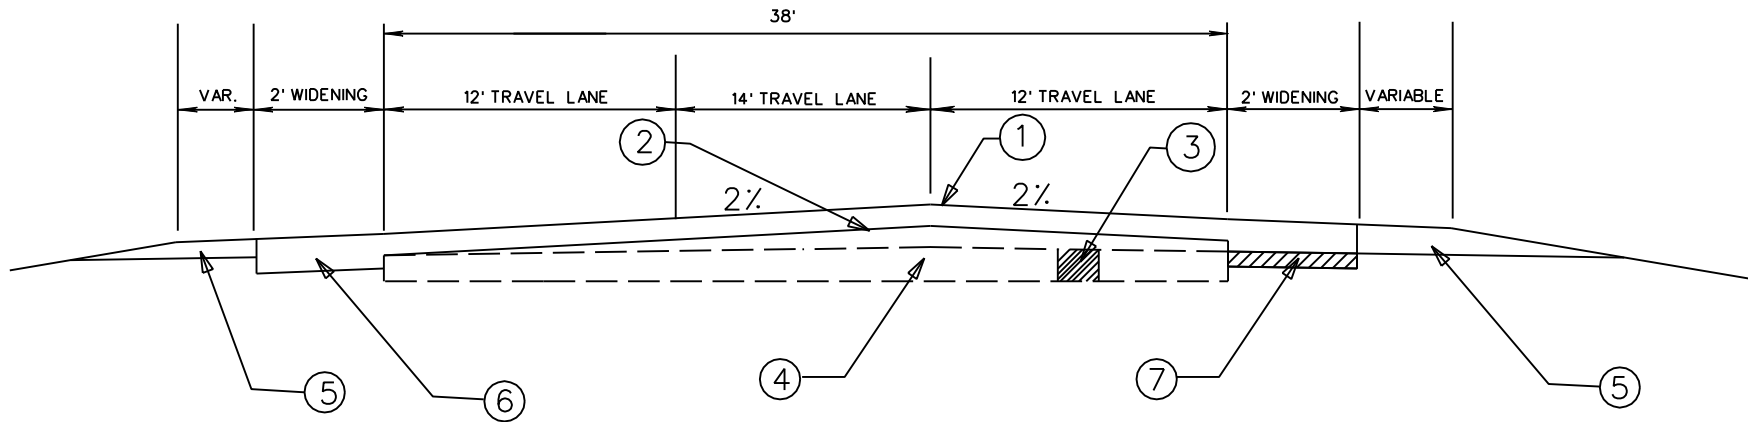 38'
VAR.
2' WIDENING
12' TRAVEL LANE
14' TRAVEL LANE
12' TRAVEL LANE
2' WIDENING
VARIABLE
2
1
3
2%
2%
5
6
4
7
5